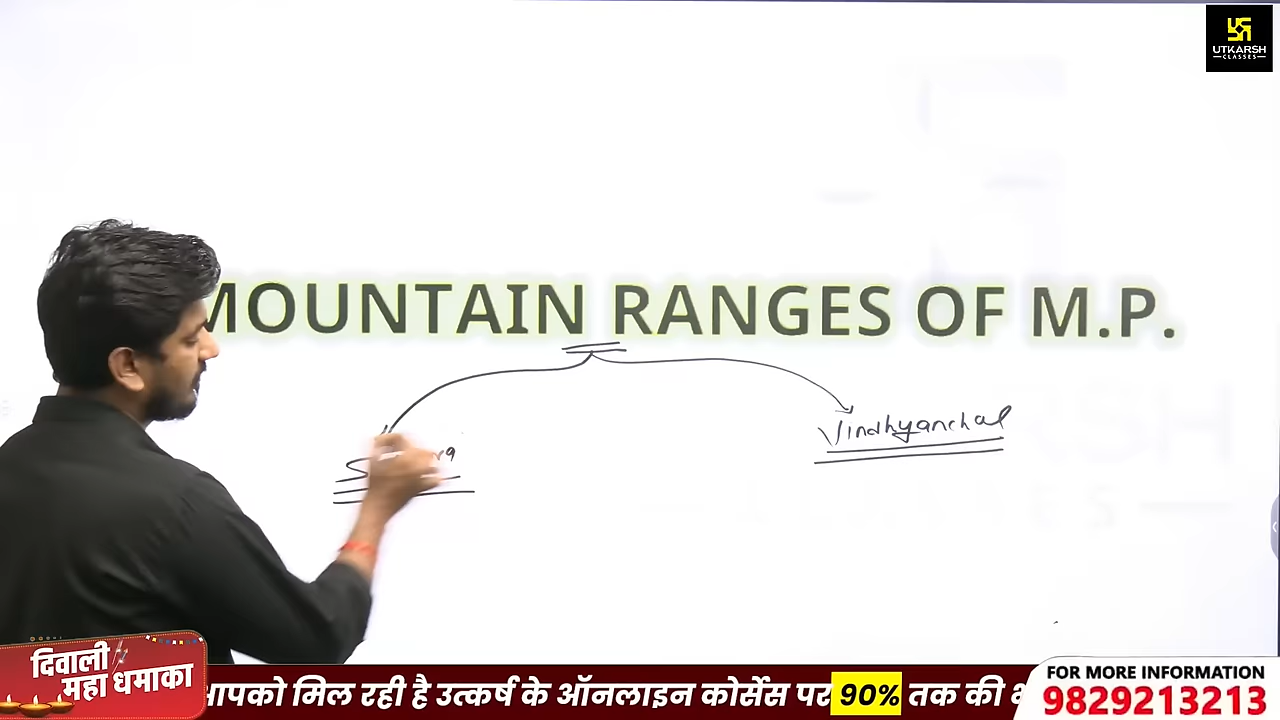 UTKARSH
CLASSES
MOUNTAIN RANGES OF M.P.
Vindhyanchal
दिवाली
महा धमाका
आपको मिल रही है उत्कर्ष के ऑनलाइन कोर्सेस पर 90% तक की
FOR MORE INFORMATION
9829213213